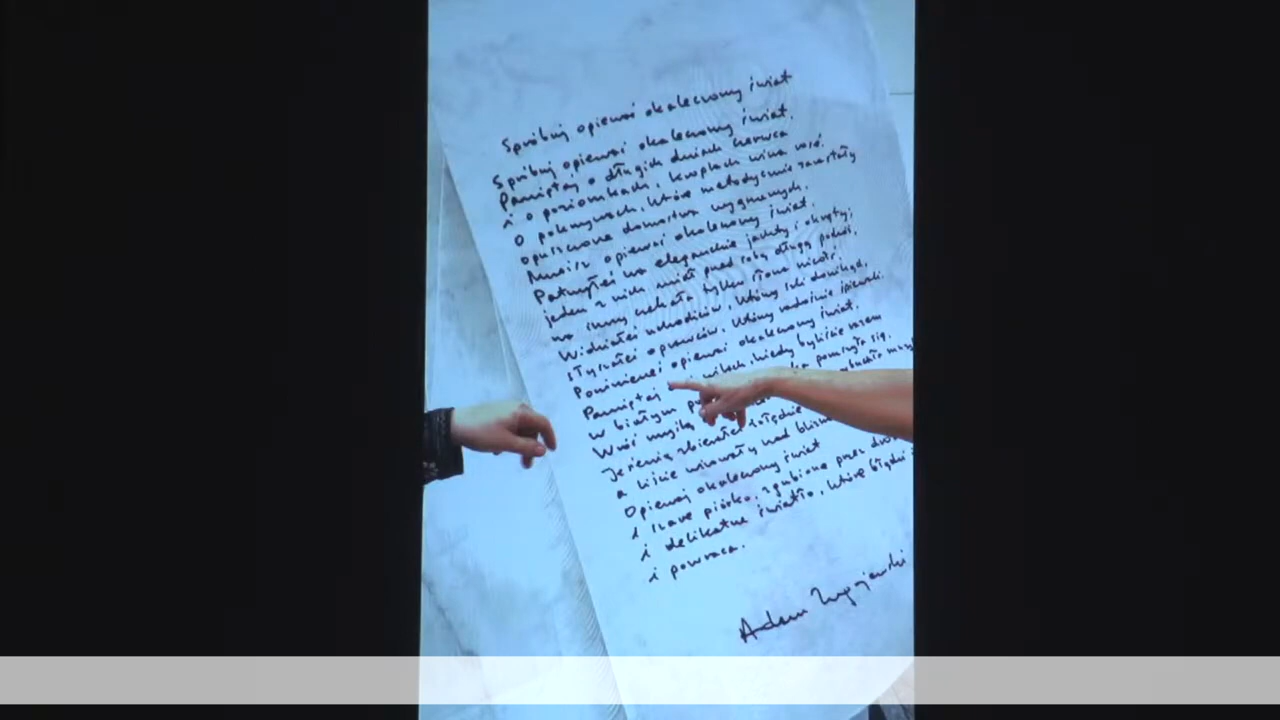 Spróbuj opiewać okaleczony świat
Spróbuj opiewać okaleczony świat.
Pamiętaj o długich dniach czerwca
i o poziomkach, kroplach wina rosé.
O pokrzywach, które metodycznie zarastały
opuszczone domostwa wygnanych.
Musisz opiewać okaleczony świat.
Patrzyłeś na eleganckie jachty i okręty;
jeden z nich miał przed sobą długą podróż,
na inny czekała tylko słona nicość.
Widziałeś uchodźców, którzy szli donikąd,
słyszałeś oprawców, którzy radośnie śpiewali.
Powinieneś opiewać okaleczony świat.
Pamiętaj chwilach, kiedy byliście razem
w białym poruszyła się.
Wróć myślą wybuchła
Jesienią zbierałeś żołędzie
a liście wirowały nad
Opiewaj okaleczony świat
i szare piórko, zgubione przez
i delikatne światło, które błądzi i
i powraca.
Adam Zagajewski